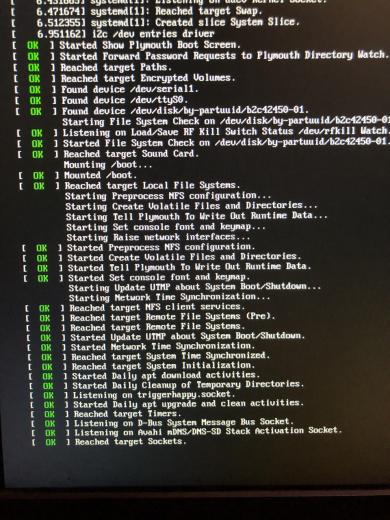 systemd[1]: Listening on udev Kernel Socket.
6.471674] systemd[1]: Reached target Swap.
6.512355] systemd[1]: Created slice System Slice.
6.951162] i2c /dev entries driver
[ OK ] Started Show Plymouth Boot Screen.
[ OK ] Started Forward Password Requests to Plymouth Directory Watch.
[ OK ] Reached target Paths.
[ OK ] Reached target Encrypted Volumes.
[ OK ] Found device /dev/serial1.
[ OK ] Found device /dev/ttyS0.
[ OK ] Found device /dev/disk/by-partuuid/b2c42450-01.
Starting File System Check on /dev/disk/by-partuuid/b2c42450-01
[ OK ] Listening on Load/Save RF Kill Switch Status /dev/rfkill Watch.
[ OK ] Started File System Check on /dev/disk/by-partuuid/b2c42450-01.
[ OK ] Reached target Sound Card.
Mounting /boot...
[ OK ] Mounted /boot.
[ OK ] Reached target Local File Systems.
Starting Preprocess NFS configuration...
Starting Create Volatile Files and Directories...
Starting Tell Plymouth To Write Out Runtime Data...
Starting Set console font and keymap...
Starting Raise network interfaces...
[ OK ] Started Preprocess NFS configuration.
[ OK ] Started Create Volatile Files and Directories.
[ OK ] Started Tell Plymouth To Write Out Runtime Data.
[ OK ] Started Set console font and keymap.
Starting Update UTMP about System Boot/Shutdown...
Starting Network Time Synchronization...
[ OK ] Reached target NFS client services.
[ OK ] Reached target Remote File Systems (Pre).
[ OK ] Reached target Remote File Systems.
[ OK ] Started Update UTMP about System Boot/Shutdown.
[ OK ] Started Network Time Synchronization.
[ OK ] Reached target System Time Synchronized.
[ OK ] Reached target System Initialization.
[ OK ] Started Daily apt download activities.
[ OK ] Started Daily Cleanup of Temporary Directories.
[ OK ] Listening on triggerhappy.socket.
[ OK ] Started Daily apt upgrade and clean activities.
[ OK ] Reached target Timers.
[ OK ] Listening on D-Bus System Message Bus Socket.
[ OK ] Listening on Avahi mDNS/DNS-SD Stack Activation Socket.
[ OK ] Reached target Sockets.